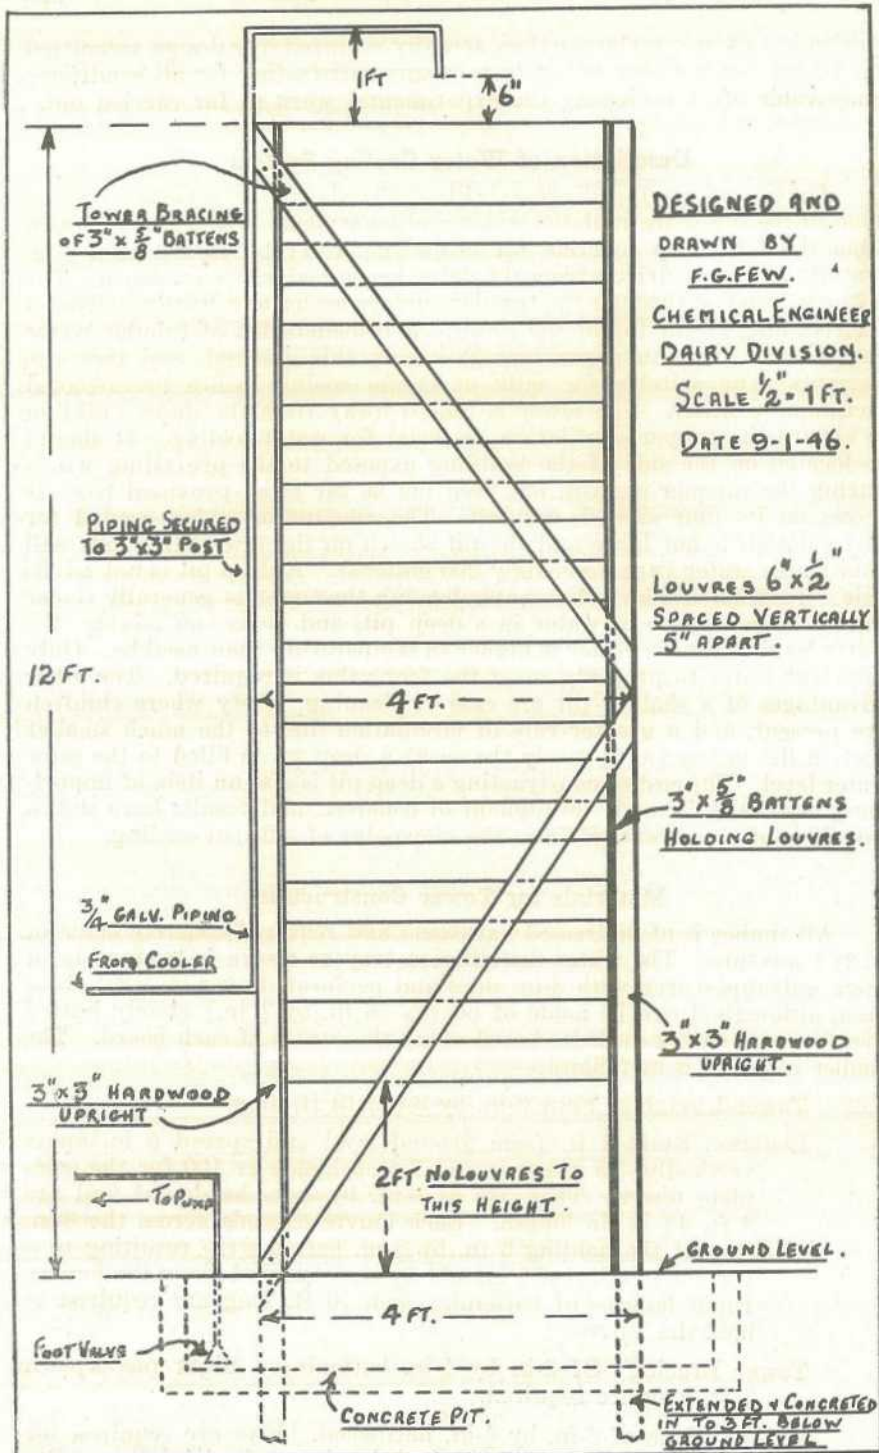 1FT
6"
TOWER BRACING
OF 3" x 5/8" BATTENS
DESIGNED AND
DRAWN BY
F.G.FEW.
CHEMICAL ENGINEER
DAIRY DIVISION.
SCALE 1/2" = 1FT.
DATE 9-1-46.
PIPING SECURED
TO 3"x3" POST
LOUVRES 6" x 1/2"
SPACED VERTICALLY
5" APART.
12 FT.
4 FT.
3" x 5/8" BATTENS
HOLDING LOUVRES.
3/4" GALV. PIPING
FROM COOLER
3"x3" HARDWOOD
UPRIGHT.
3"x3" HARDWOOD
UPRIGHT
2FT NO LOUVRES TO
THIS HEIGHT.
TO PUMP
GROUND LEVEL.
4 FT.
FOOT VALVE
CONCRETE PIT.
EXTENDED & CONCRETED
IN TO 3 FT. BELOW
GROUND LEVEL